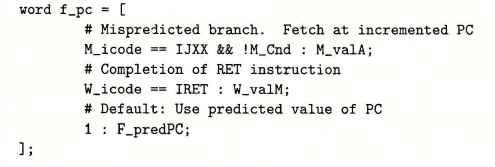 word f_pc = [
# Mispredicted branch. Fetch at incremented PC
M_icode == IJXX && !M_Cnd : M_valA;
# Completion of RET instruction
W_icode == IRET : W_valM;
# Default: Use predicted value of PC
1 : F_predPC;
];